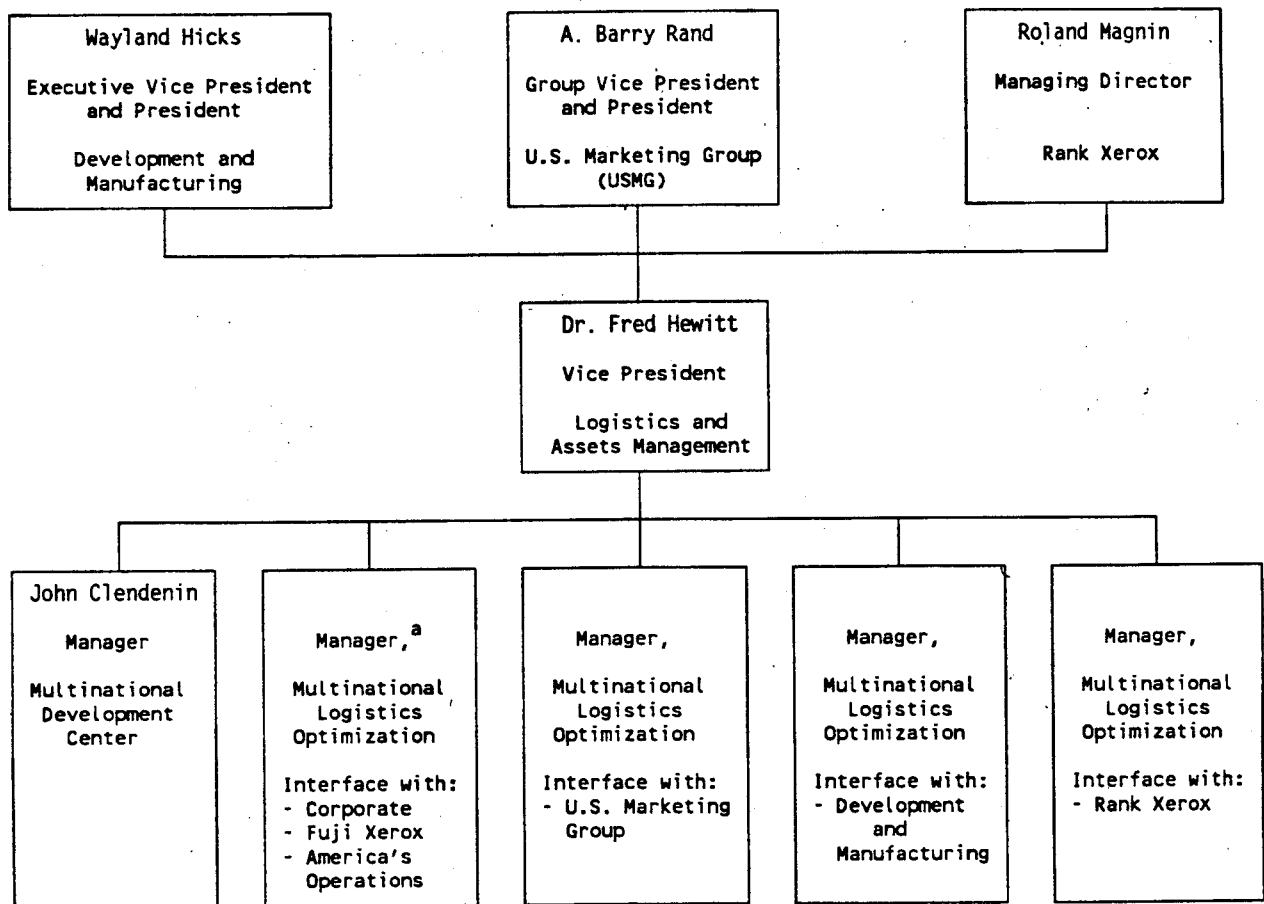 Wayland Hicks
Executive Vice President
and President
Development and
Manufacturing
A. Barry Rand
Group Vice President
and President
U.S. Marketing Group
(USMG)
Roland Magnin
Managing Director
Rank Xerox
Dr. Fred Hewitt
Vice President
Logistics and
Assets Management
John Clendenin
Manager
Multinational
Development
Center
Manager,a
Multinational
Logistics
Optimization
Interface with:
- Corporate
- Fuji Xerox
- America's
Operations
Manager,
Multinational
Logistics
Optimization
Interface with:
- U.S. Marketing
Group
Manager,
Multinational
Logistics
Optimization
Interface with:
- Development
and
Manufacturing
Manager,
Multinational
Logistics
Optimization
Interface with:
- Rank Xerox